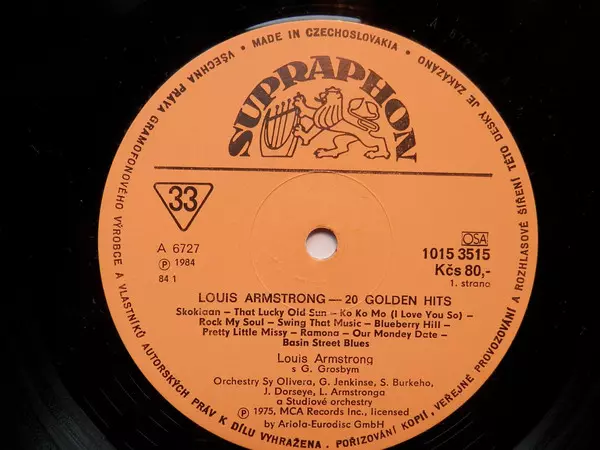 VŠECHNA PRÁVA GRAMOFONOVÉHO VÝROBCE A VLASTNÍKŮ AUTORSKÝCH PRÁV K DÍLU VYHRAŽENA. POŘIZOVÁNÍ KOPIÍ, VEŘEJNÉ PROVOZOVÁNÍ A ROZHLASOVÉ ŠÍŘENÍ TÉTO DESKY JE ZAKÁZÁNO
• MADE IN CZECHOSLOVAKIA •
SUPRAPHON
33
A 6727
Ⓟ 1984
84 1
OSA
1015 3515
Kčs 80,-
1. strana
LOUIS ARMSTRONG — 20 GOLDEN HITS
Skokiaan – That Lucky Old Sun – Ko Ko Mo (I Love You So) –
Rock My Soul – Swing That Music – Blueberry Hill –
Pretty Little Missy – Ramona – Our Mondey Date –
Basin Street Blues
Louis Armstrong
s G. Grosbym
Orchestry Sy Olivera, G. Jenkinse, S. Burkeho,
J. Dorseye, L. Armstronga
a Studiové orchestry
Ⓟ 1975, MCA Records Inc., licensed
by Ariola-Eurodisc GmbH